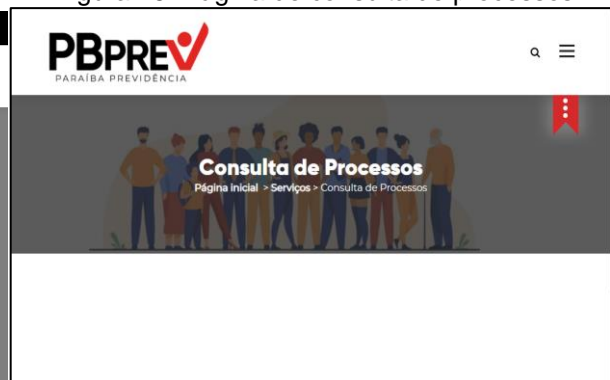 PBPREV
PARAÍBA PREVIDÊNCIA
Consulta de Processos
Página inicial > Serviços > Consulta de Processos